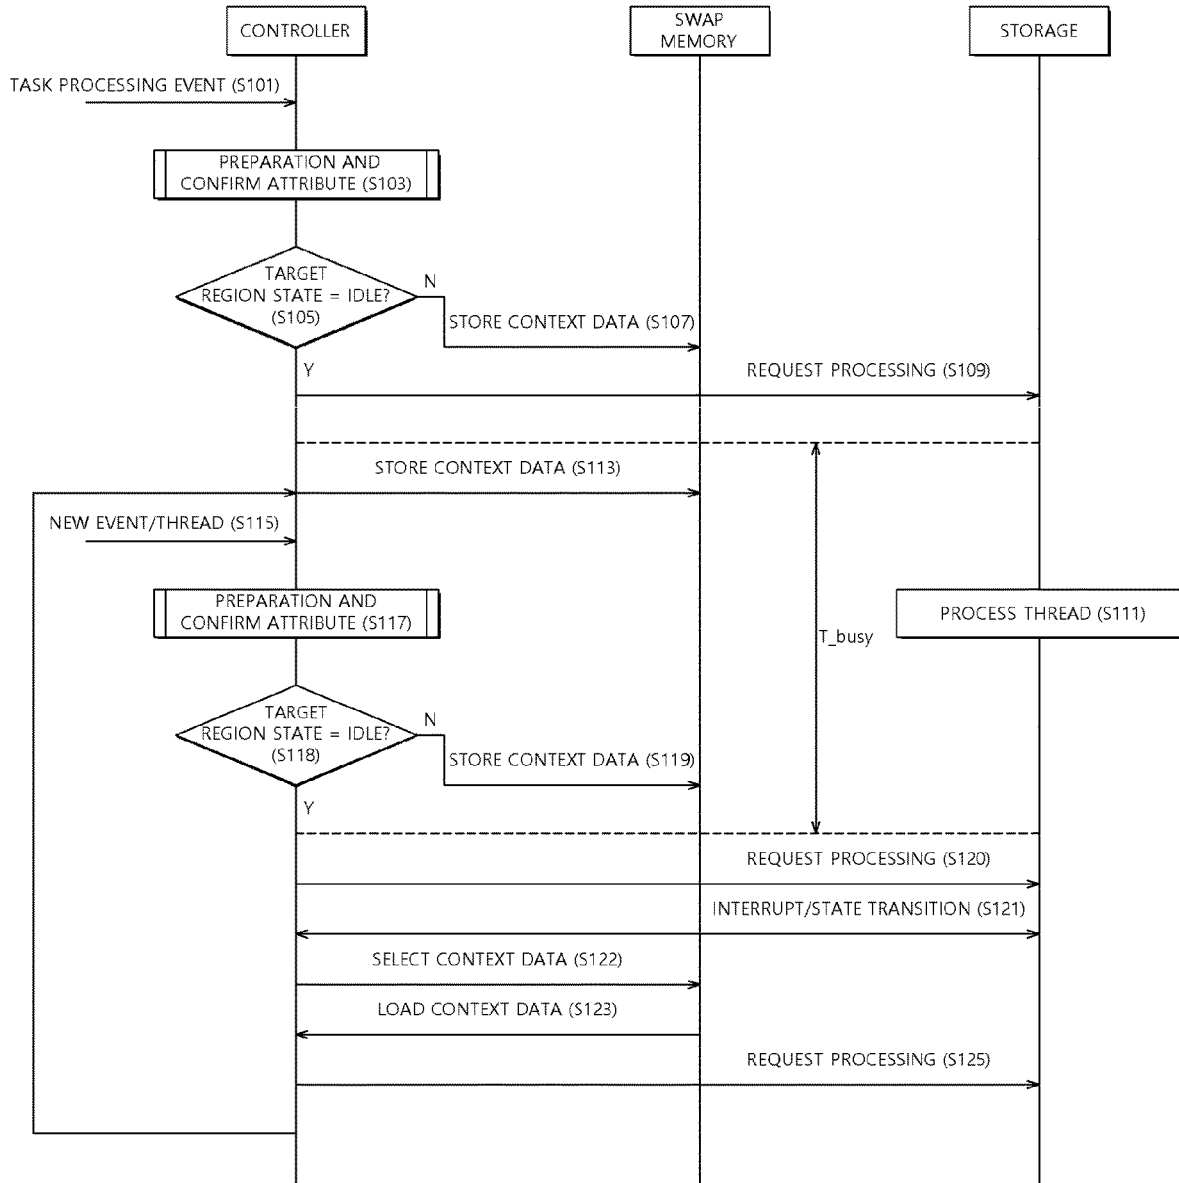 CONTROLLER
SWAP
MEMORY
STORAGE
TASK PROCESSING EVENT (S101)
PREPARATION AND
CONFIRM ATTRIBUTE (S103)
TARGET
REGION STATE = IDLE?
(S105)
N
STORE CONTEXT DATA (S107)
Y
REQUEST PROCESSING (S109)
STORE CONTEXT DATA (S113)
NEW EVENT/THREAD (S115)
PREPARATION AND
CONFIRM ATTRIBUTE (S117)
PROCESS THREAD (S111)
T_busy
TARGET
REGION STATE = IDLE?
(S118)
N
STORE CONTEXT DATA (S119)
Y
REQUEST PROCESSING (S120)
INTERRUPT/STATE TRANSITION (S121)
SELECT CONTEXT DATA (S122)
LOAD CONTEXT DATA (S123)
REQUEST PROCESSING (S125)